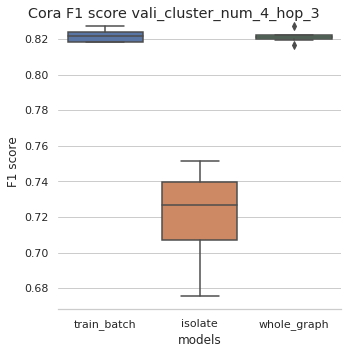 Cora F1 score vali_cluster_num_4_hop_3
F1 score
0.82
0.80
0.78
0.76
0.74
0.72
0.70
0.68
train_batch isolate whole_graph
models